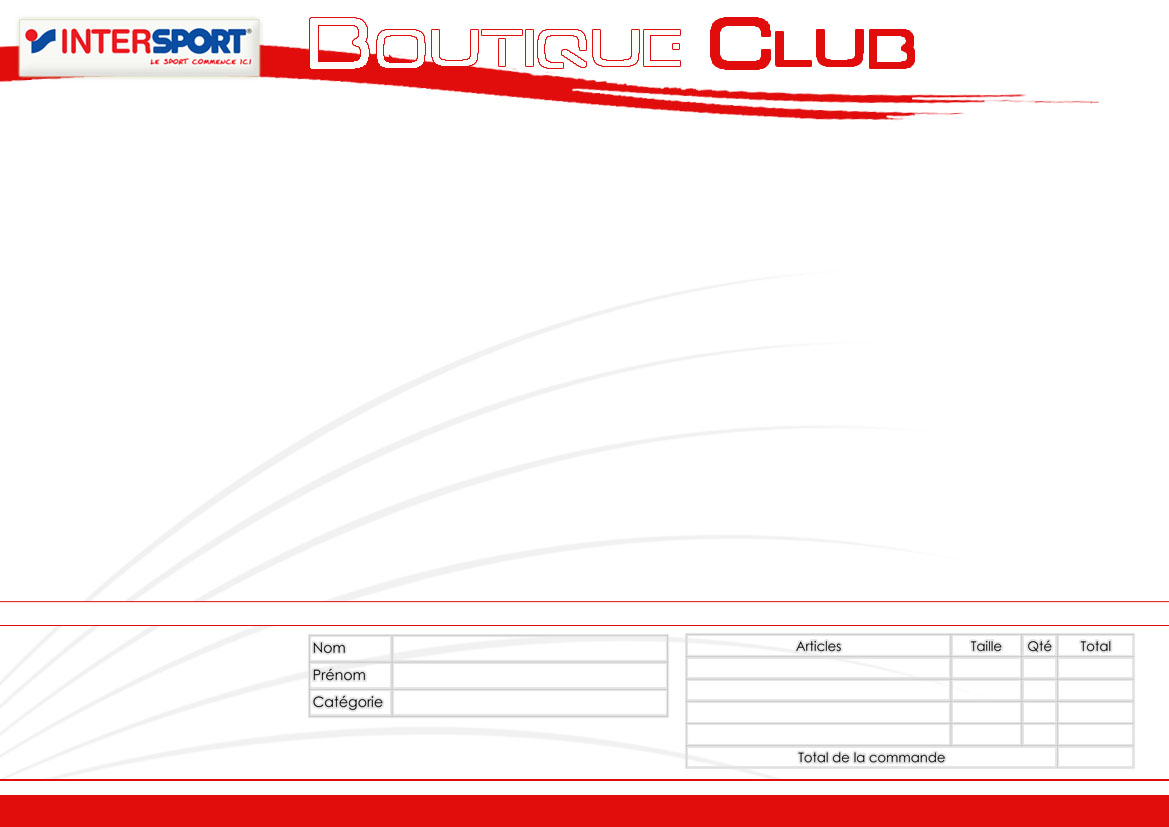 INTERSPORT®
LE SPORT COMMENCE ICI
BOUTIQUE CLUB
Nom
Prénom
Catégorie
Articles Taille Qté Total
Total de la commande